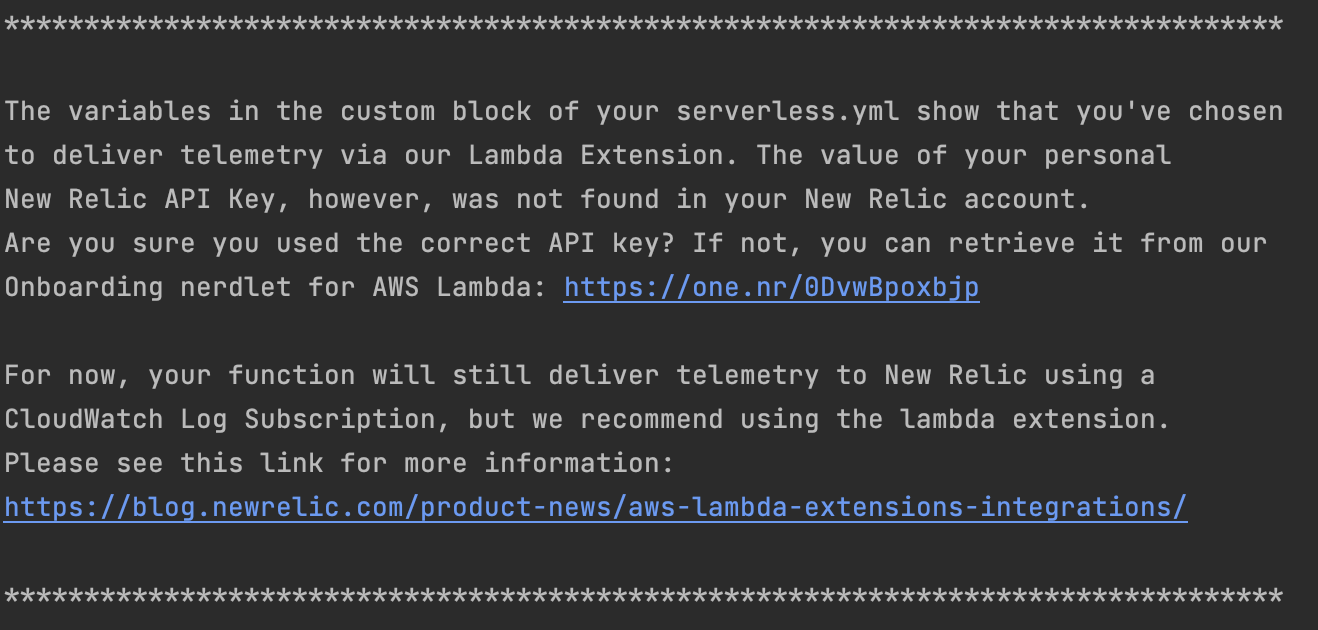 ********************************************************************************
The variables in the custom block of your serverless.yml show that you've chosen
to deliver telemetry via our Lambda Extension. The value of your personal
New Relic API Key, however, was not found in your New Relic account.
Are you sure you used the correct API key? If not, you can retrieve it from our
Onboarding nerdlet for AWS Lambda: https://one.nr/0DvwBpoxbjp
For now, your function will still deliver telemetry to New Relic using a
CloudWatch Log Subscription, but we recommend using the lambda extension.
Please see this link for more information:
https://blog.newrelic.com/product-news/aws-lambda-extensions-integrations/
********************************************************************************